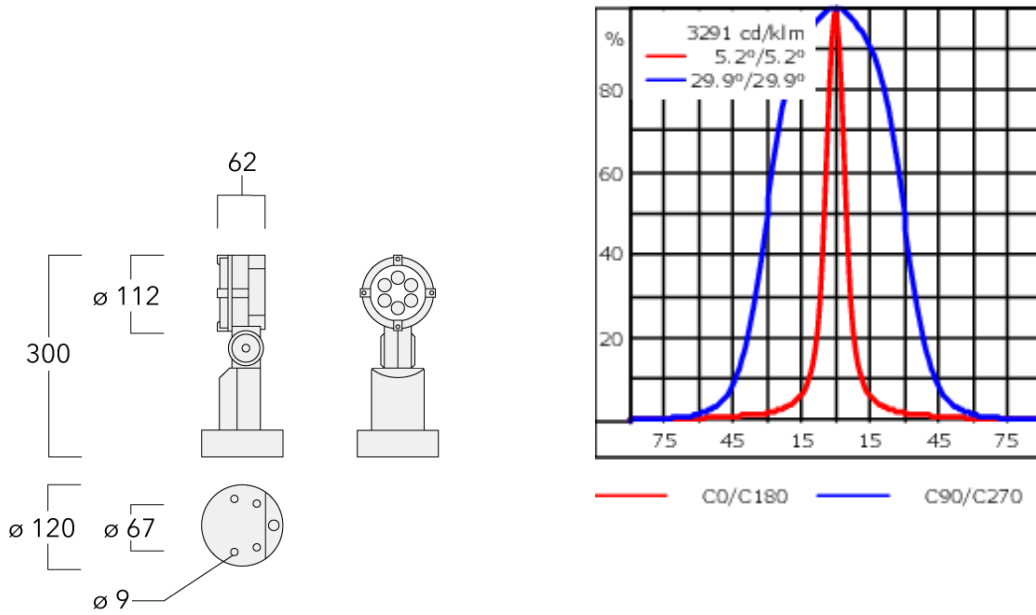 62
ø 112
300
ø 120
ø 67
ø 9
%
3291 cd/klm
5.2º/5.2º
29.9º/29.9º
80
60
40
20
75 45 15 15 45 75
C0/C180 C90/C270